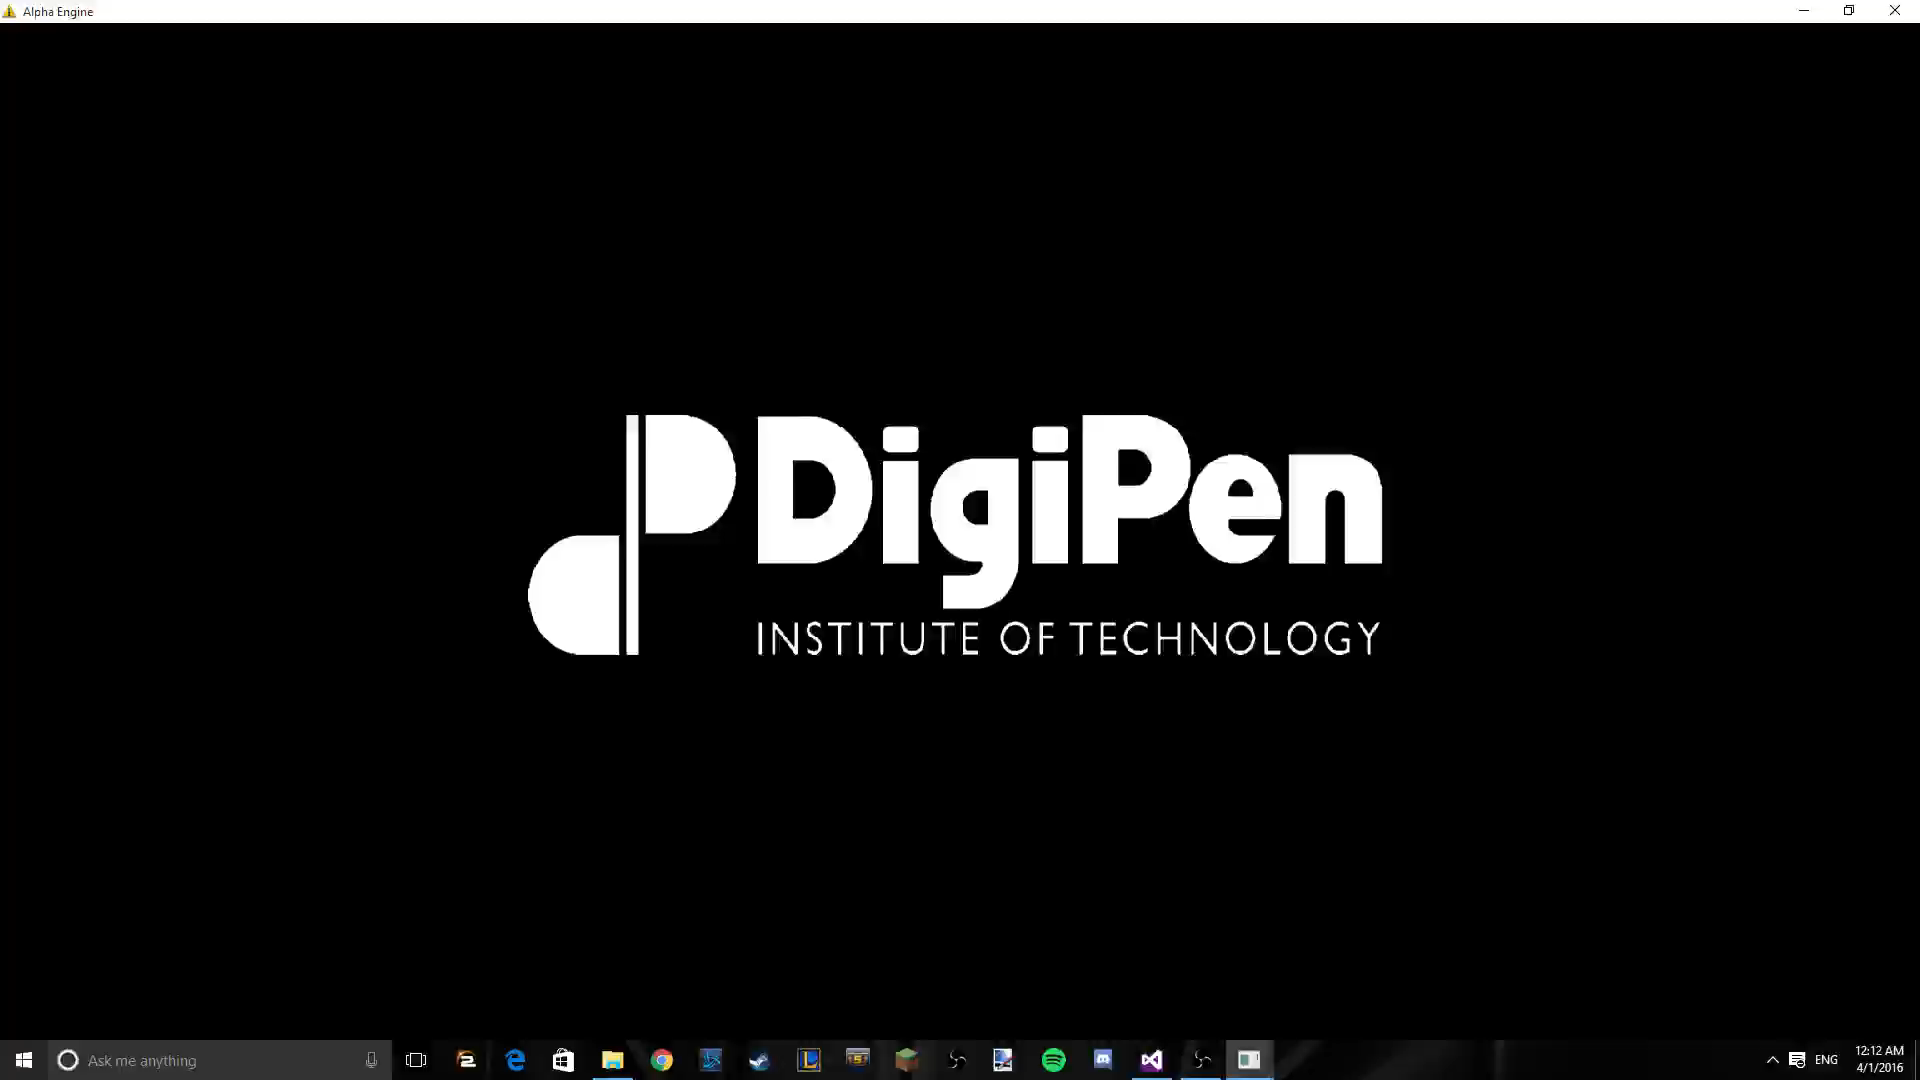 Alpha Engine
DigiPen
INSTITUTE OF TECHNOLOGY
Ask me anything
ENG
12:12 AM
4/1/2016